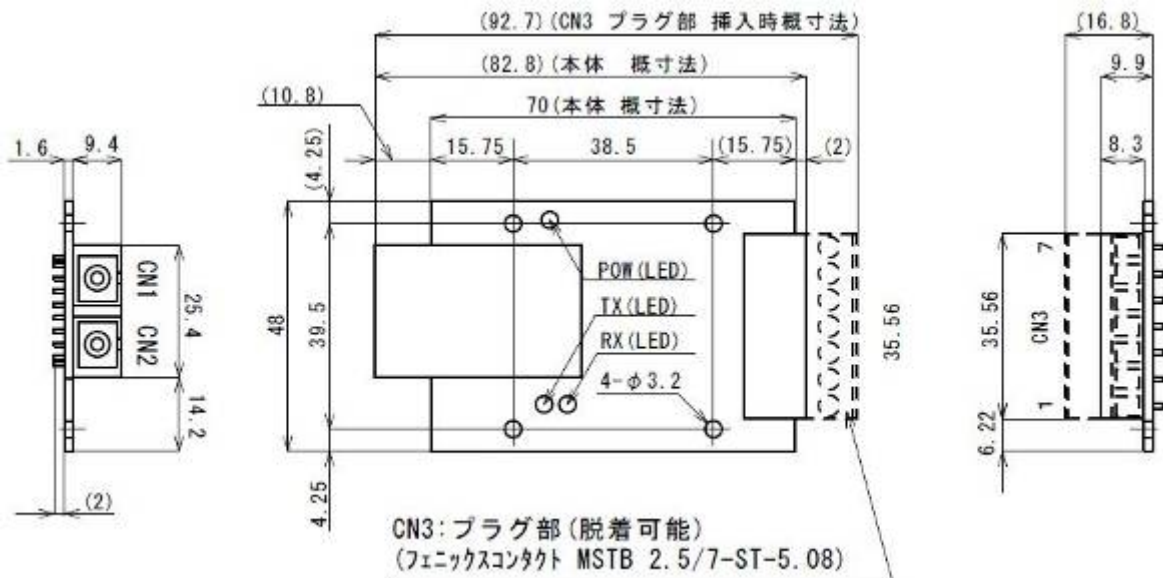 (92.7)(CN3 プラグ部 挿入時概寸法)
(16.8)
(82.8)(本体 概寸法)
9.9
(10.8)
70(本体 概寸法)
1.6
9.4
15.75
38.5
(15.75)
(2)
8.3
(4.25)
CN1
CN2
25.4
14.2
(2)
48
39.5
4.25
POW(LED)
TX(LED)
RX(LED)
4-φ3.2
35.56
35.56
7
CN3
1
6.22
CN3:プラグ部(脱着可能)
(フェニックスコンタクト MSTB 2.5/7-ST-5.08)